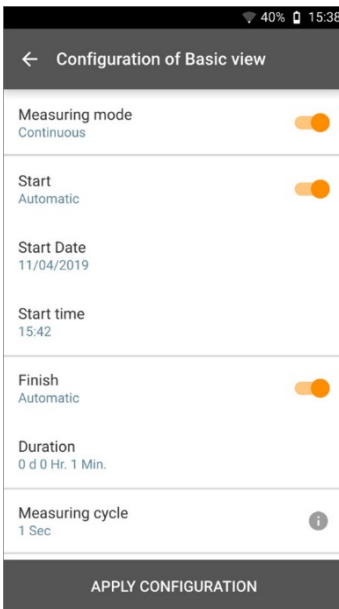 40% 15:38
Configuration of Basic view
Measuring mode
Continuous
Start
Automatic
Start Date
11/04/2019
Start time
15:42
Finish
Automatic
Duration
0 d 0 Hr. 1 Min.
Measuring cycle
1 Sec
APPLY CONFIGURATION